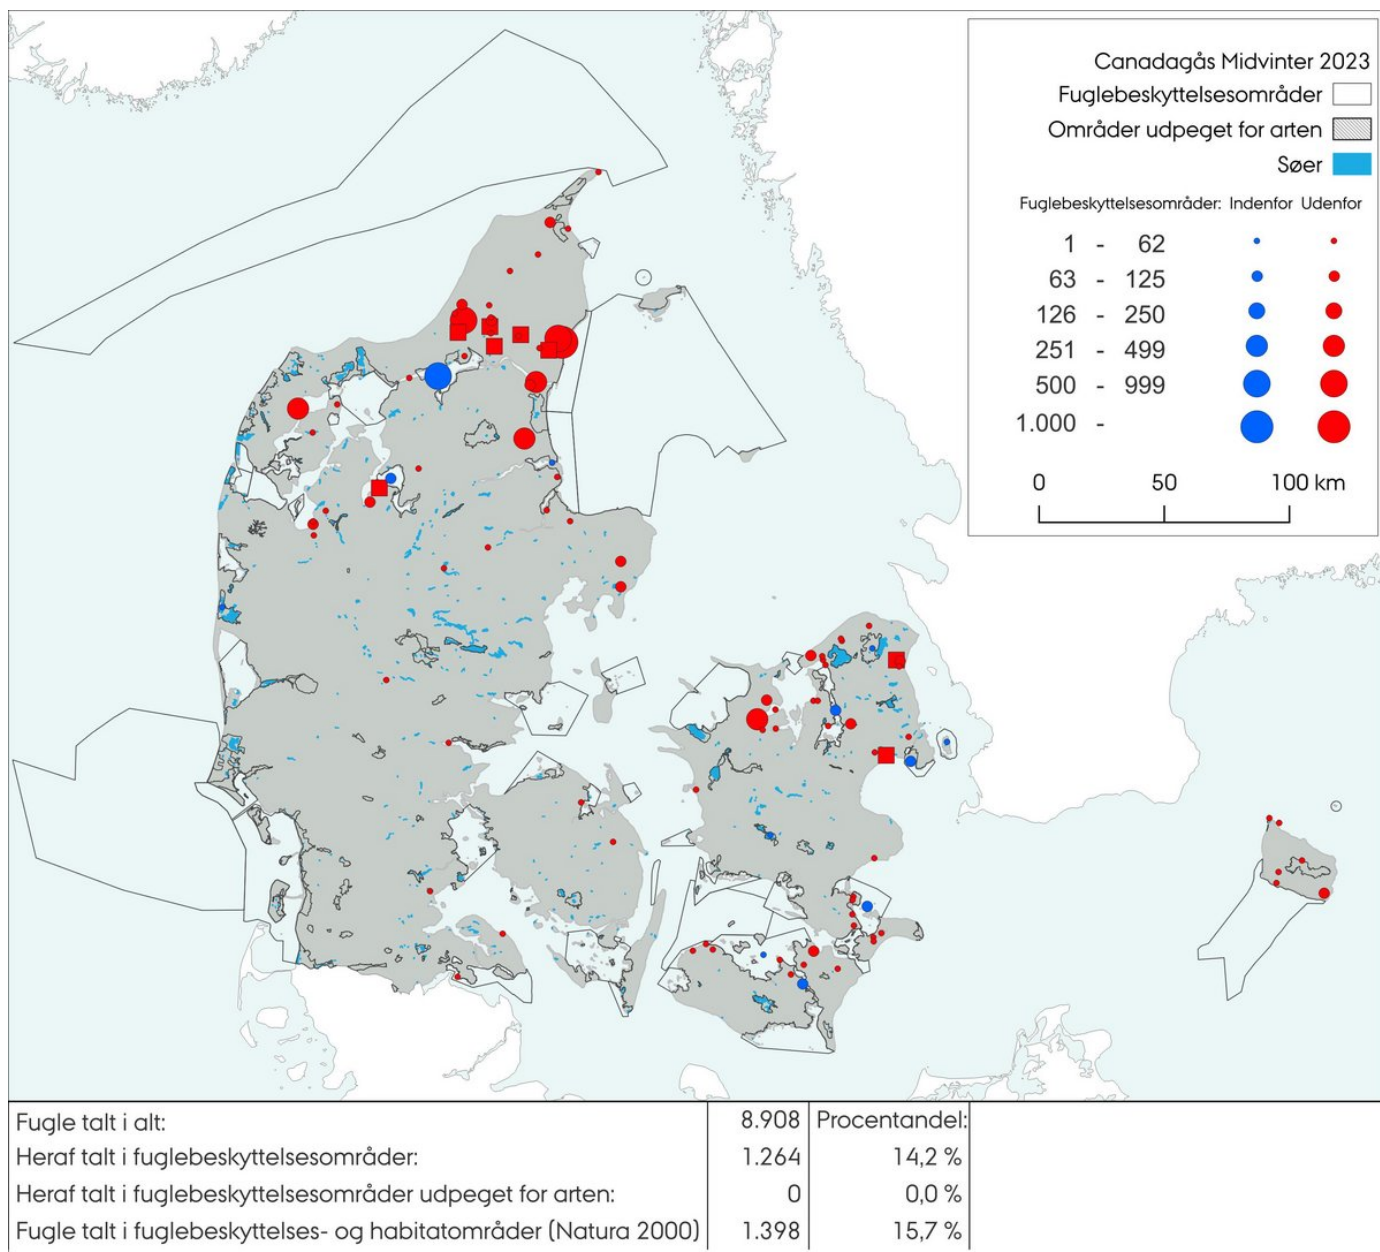 Canadagås Midvinter 2023
Fuglebeskyttelsesområder
Områder udpeget for arten
Søer
Fuglebeskyttelsesområder: Indenfor Udenfor
1 - 62
63 - 125
126 - 250
251 - 499
500 - 999
1.000 -
0 50 100 km
Fugle talt i alt: 8.908 Procentandel:
Heraf talt i fuglebeskyttelsesområder: 1.264 14,2 %
Heraf talt i fuglebeskyttelsesområder udpeget for arten: 0 0,0 %
Fugle talt i fuglebeskyttelses- og habitatområder (Natura 2000) 1.398 15,7 %